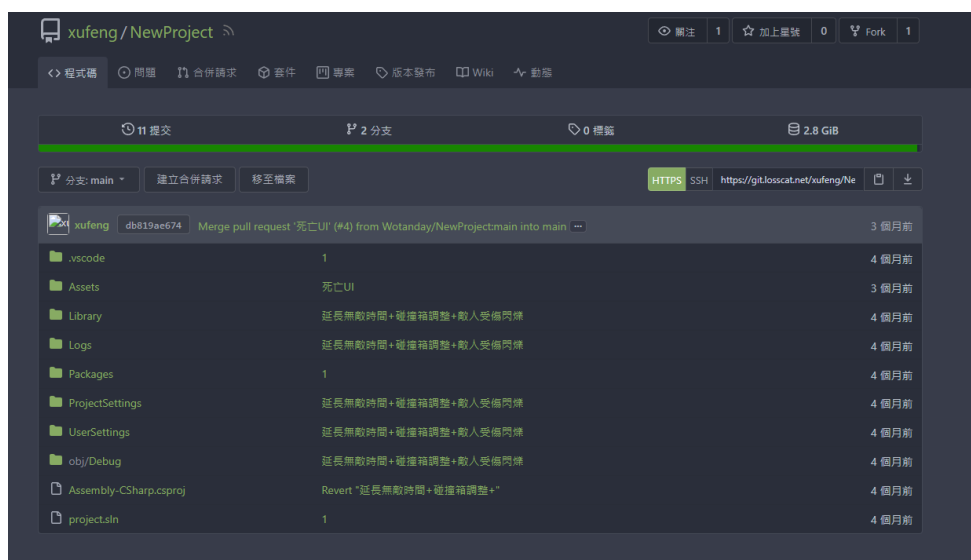 xufeng / NewProject
關注 1 加上星號 0 Fork 1
程式碼 問題 合併請求 套件 專案 版本發布 Wiki 動態
11 提交 2 分支 0 標籤 2.8 GiB
分支: main 建立合併請求 移至檔案 HTTPS SSH https://git.losscat.net/xufeng/Ne
xufeng db819ae674 Merge pull request '死亡UI' (#4) from Wotanday/NewProject:main into main ... 3 個月前
.vscode 1 4 個月前
Assets 死亡UI 3 個月前
Library 延長無敵時間+碰撞箱調整+敵人受傷閃爍 4 個月前
Logs 延長無敵時間+碰撞箱調整+敵人受傷閃爍 4 個月前
Packages 1 4 個月前
ProjectSettings 延長無敵時間+碰撞箱調整+敵人受傷閃爍 4 個月前
UserSettings 延長無敵時間+碰撞箱調整+敵人受傷閃爍 4 個月前
obj/Debug 延長無敵時間+碰撞箱調整+敵人受傷閃爍 4 個月前
Assembly-CSharp.csproj Revert "延長無敵時間+碰撞箱調整+" 4 個月前
project.sln 1 4 個月前